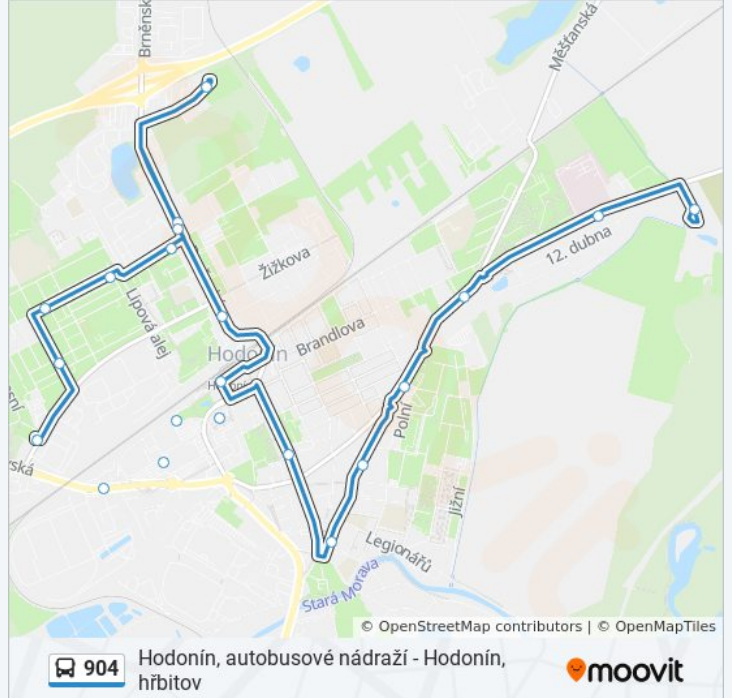 Brněnsk
Měšťanská
Žižkova
12. dubna
Lipová alej
Brandlova
Hodonín
Polní
Jižní
Legionářů
Stará Morava
© OpenStreetMap contributors | © OpenMapTiles
904
Hodonín, autobusové nádraží - Hodonín,
hřbitov
moovit